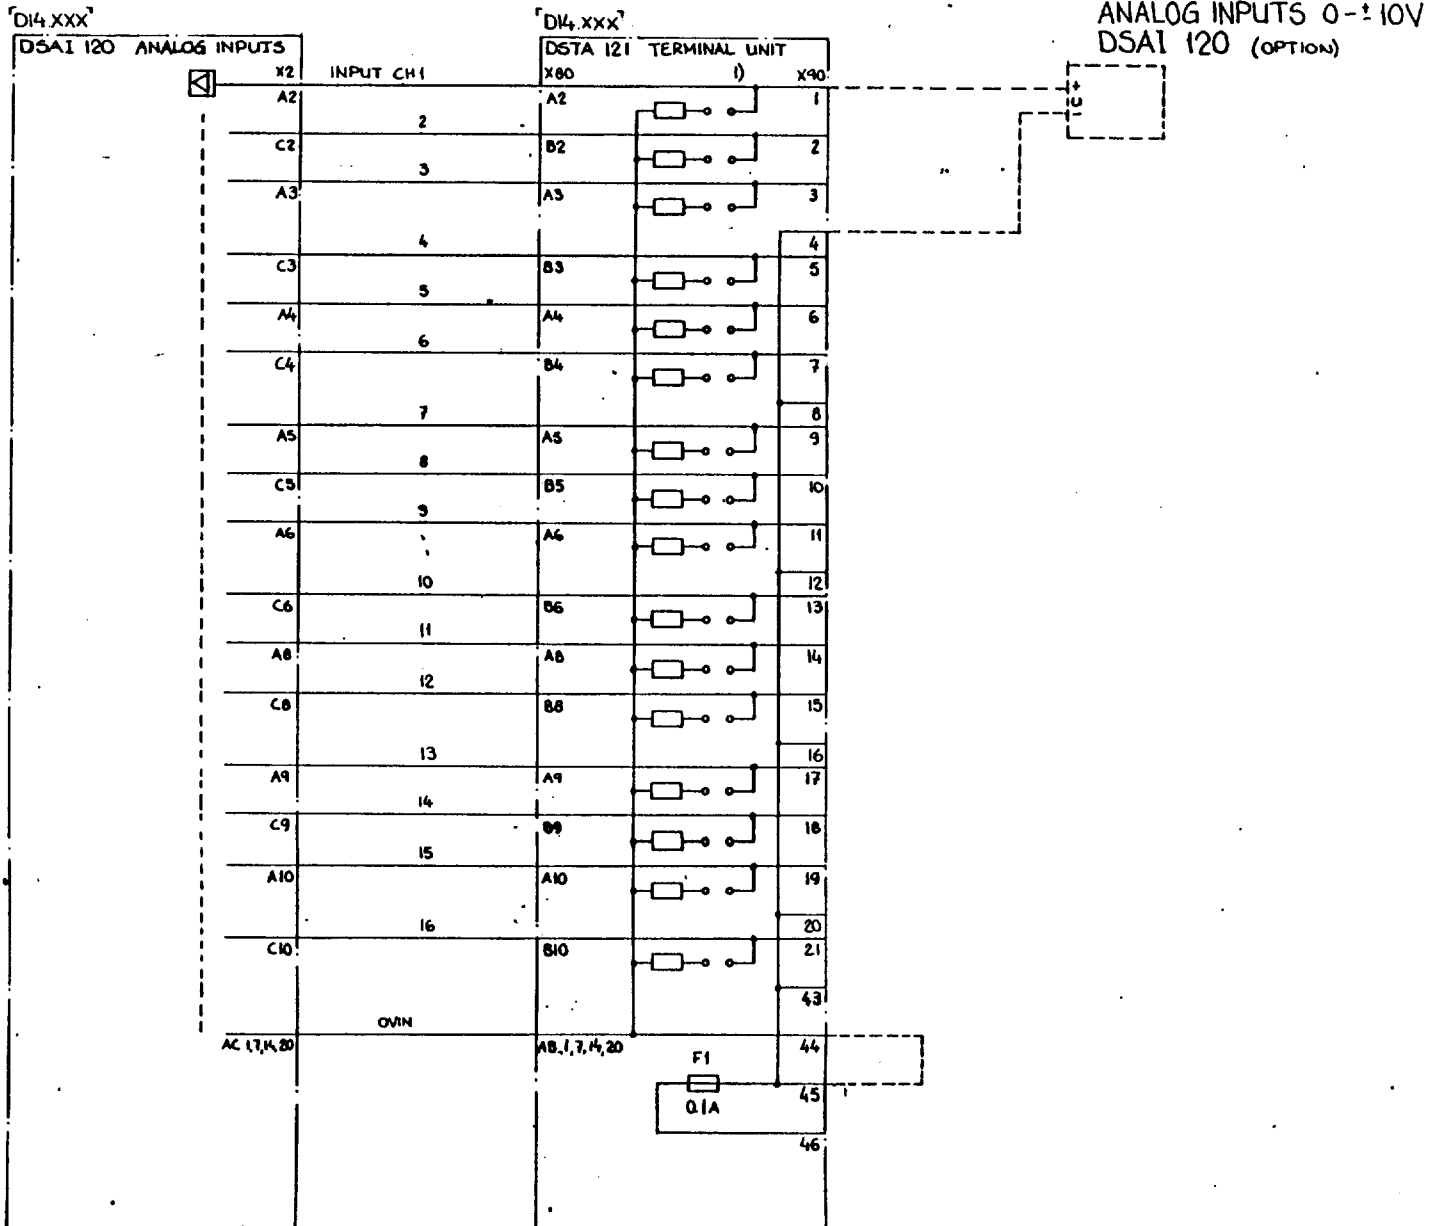 「D14.XXX⌝
「D14.XXX⌝
ANALOG INPUTS 0-±10V
DSAI 120 (OPTION)
DSAI 120 ANALOG INPUTS
DSTA 121 TERMINAL UNIT
X2 INPUT CH1 X80 1) X90
A2 A2 1
+
U
-
2
C2 B2 2
3
A3 A3 3
4 4
C3 B3 5
5
A4 A4 6
6
C4 B4 7
7 8
A5 A5 9
8
C5 B5 10
9
A6 A6 11
10 12
C6 B6 13
11
A8 A8 14
12
C8 B8 15
13 16
A9 A9 17
14
C9 B9 18
15
A10 A10 19
16 20
C10 B10 21
43
OVIN
AC 1,7,14,20 AB,1,7,14,20 44
F1
45
0.1A
46